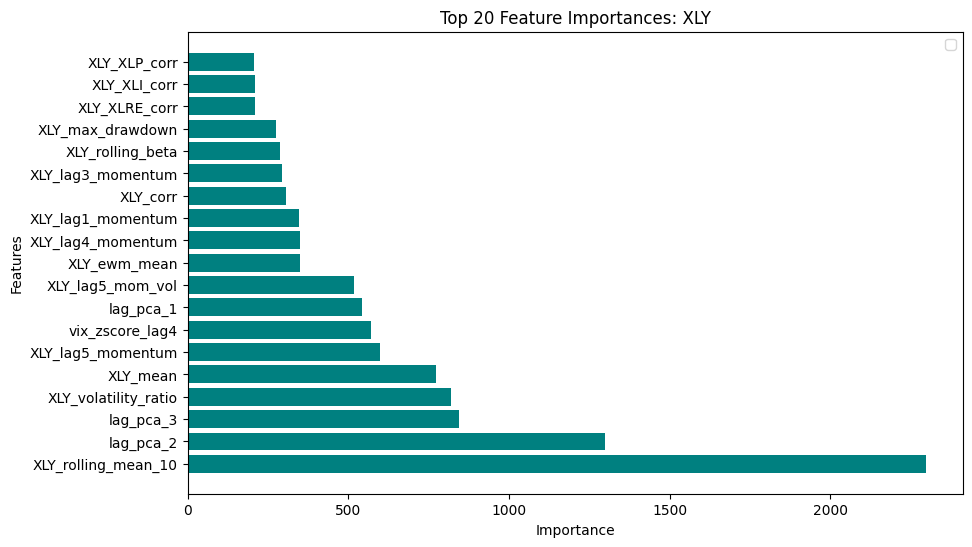 Top 20 Feature Importances: XLY
XLY_XLP_corr
XLY_XLI_corr
XLY_XLRE_corr
XLY_max_drawdown
XLY_rolling_beta
XLY_lag3_momentum
XLY_corr
XLY_lag1_momentum
XLY_lag4_momentum
XLY_ewm_mean
XLY_lag5_mom_vol
lag_pca_1
vix_zscore_lag4
XLY_lag5_momentum
XLY_mean
XLY_volatility_ratio
lag_pca_3
lag_pca_2
XLY_rolling_mean_10
Features
0 500 1000 1500 2000
Importance